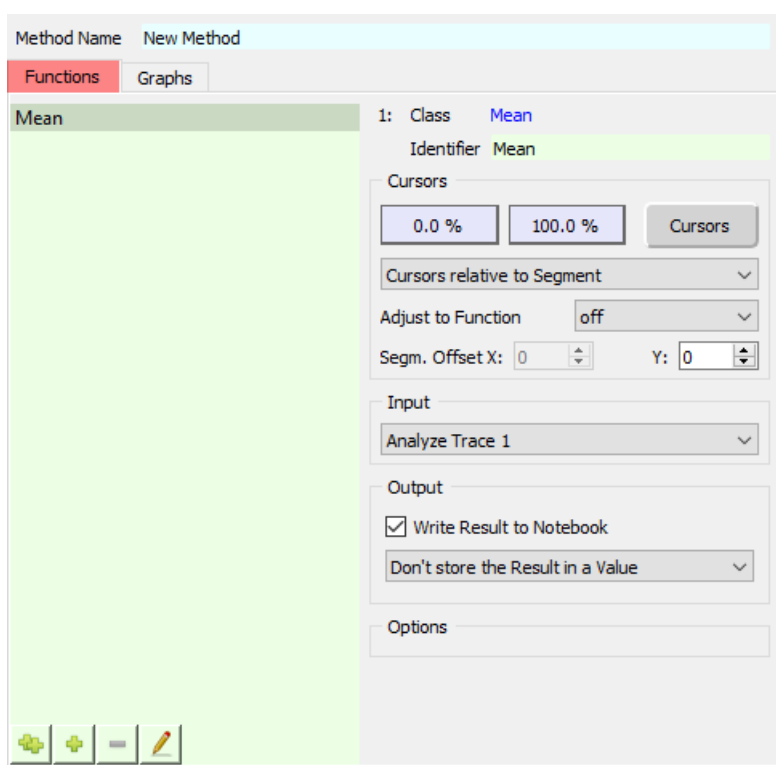 Method Name New Method
Functions Graphs
Mean
1: Class Mean
Identifier Mean
Cursors
0.0 % 100.0 % Cursors
Cursors relative to Segment
Adjust to Function off
Segm. Offset X: 0 Y: 0
Input
Analyze Trace 1
Output
Write Result to Notebook
Don't store the Result in a Value
Options